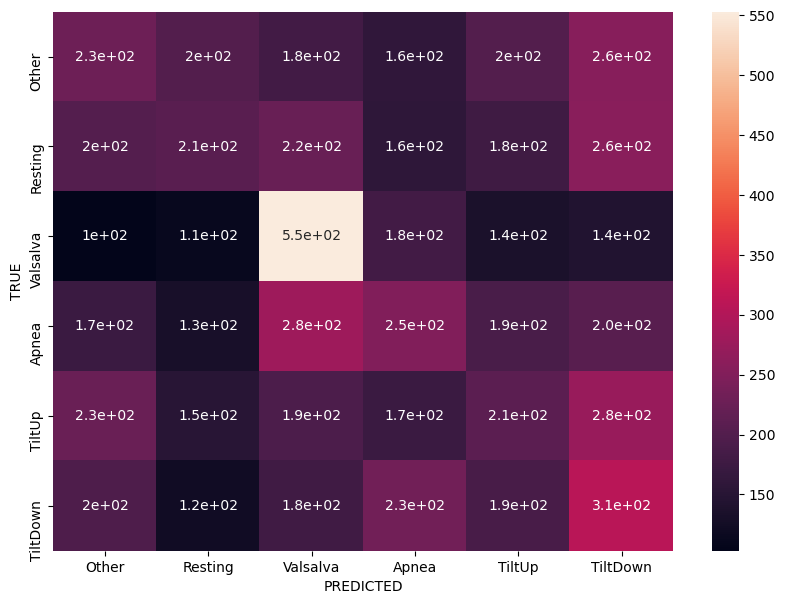 TRUE
Other 2.3e+02 2e+02 1.8e+02 1.6e+02 2e+02 2.6e+02
Resting 2e+02 2.1e+02 2.2e+02 1.6e+02 1.8e+02 2.6e+02
Valsalva 1e+02 1.1e+02 5.5e+02 1.8e+02 1.4e+02 1.4e+02
Apnea 1.7e+02 1.3e+02 2.8e+02 2.5e+02 1.9e+02 2.0e+02
TiltUp 2.3e+02 1.5e+02 1.9e+02 1.7e+02 2.1e+02 2.8e+02
TiltDown 2e+02 1.2e+02 1.8e+02 2.3e+02 1.9e+02 3.1e+02
Other Resting Valsalva Apnea TiltUp TiltDown
PREDICTED
550
500
450
400
350
300
250
200
150